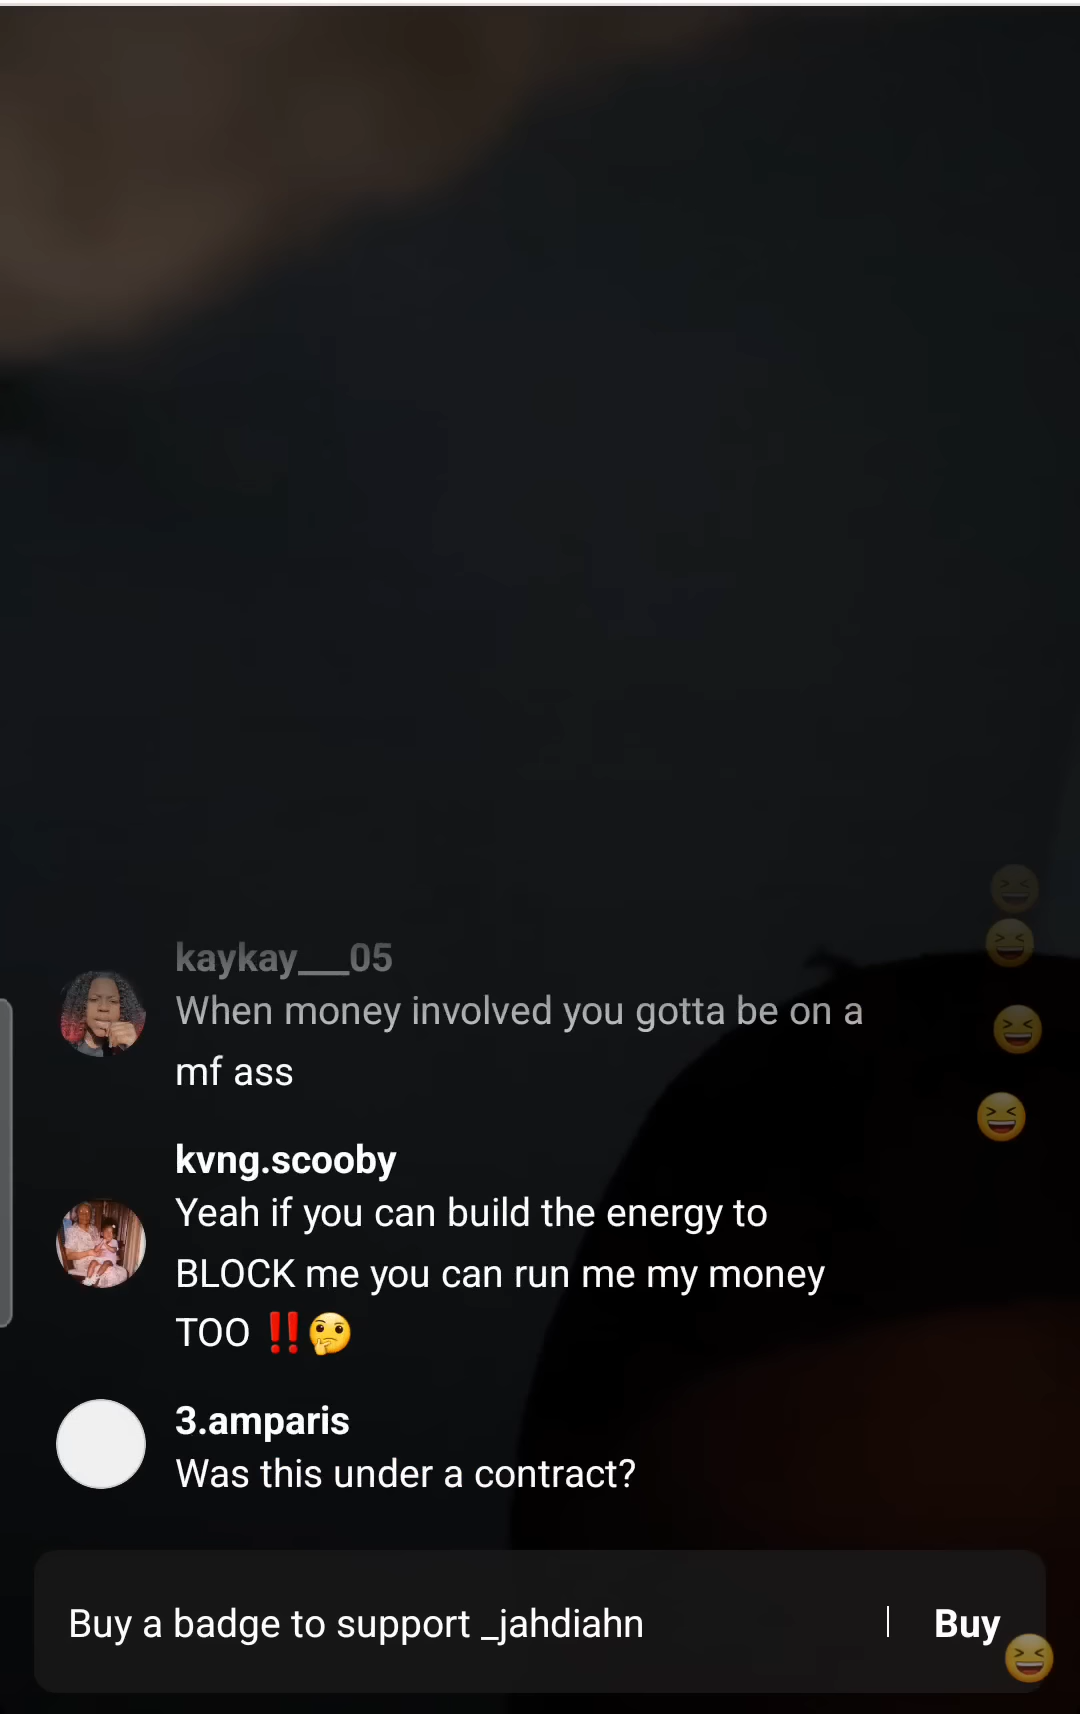 kaykay___05
When money involved you gotta be on a
mf ass
kvng.scooby
Yeah if you can build the energy to
BLOCK me you can run me my money
TOO ‼️🤔
3.amparis
Was this under a contract?
Buy a badge to support _jahdiahn | Buy